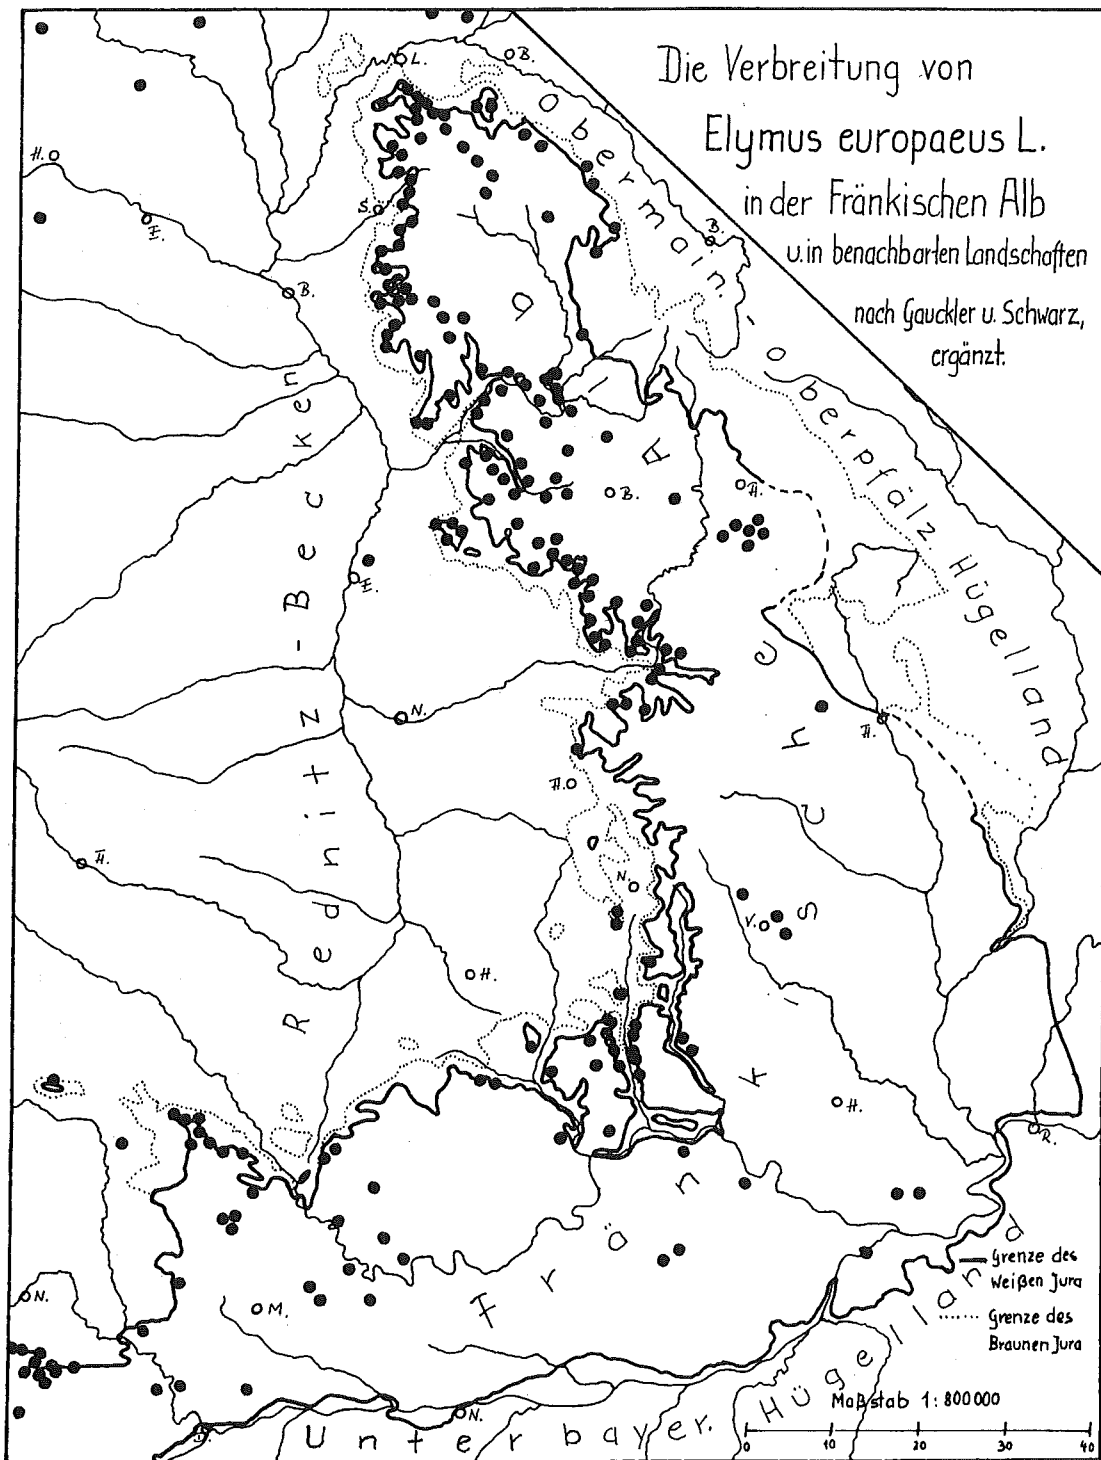 Die Verbreitung von
Elymus europaeus L.
in der Fränkischen Alb
u. in benachbarten Landschaften
nach Gauckler u. Schwarz,
ergänzt.
L.
B.
H.
S.
B.
B.
Obermain-Oberpfälz. Hügelland
Rednitz-Becken
Fränkische Alb
B.
N.
H.
N.
V.
H.
H.
R.
N.
M.
N.
Grenze des
Weißen Jura
Grenze des
Braunen Jura
Unterbayer. Hügelland
Maßstab 1:800000
0 10 20 30 40